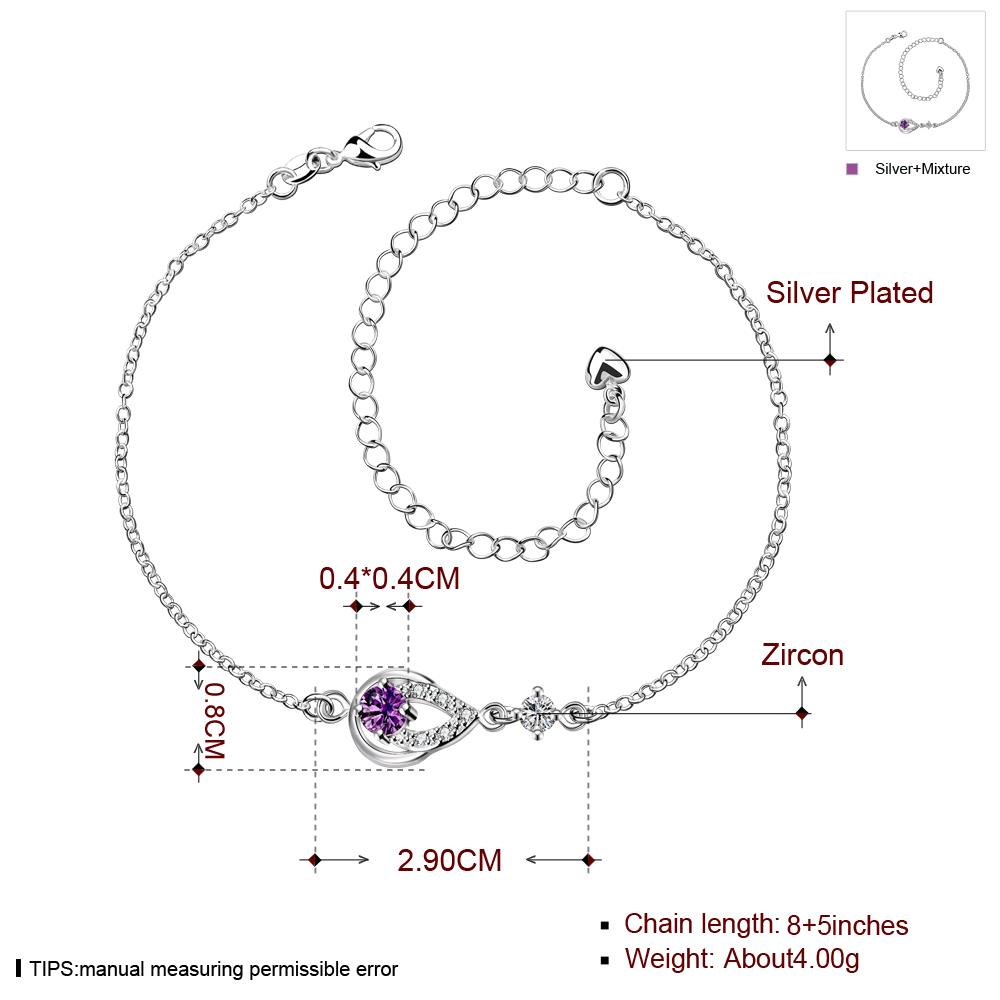 Silver+Mixture
Silver Plated
0.4*0.4CM
Zircon
0.8CM
2.90CM
Chain length: 8+5inches
Weight: About4.00g
TIPS:manual measuring permissible error